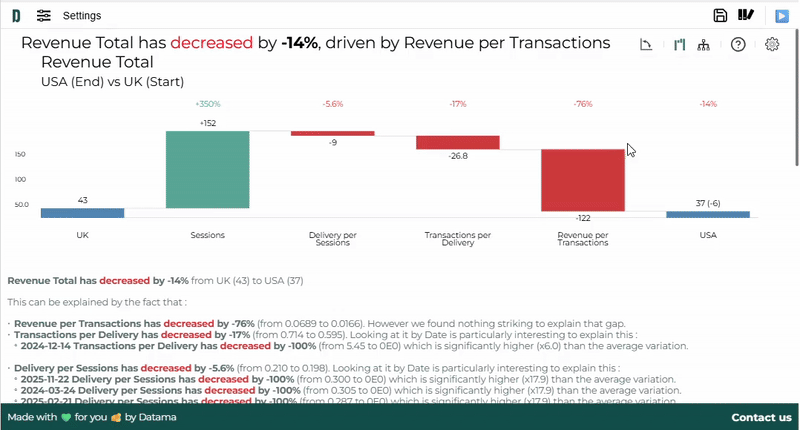 Settings
Revenue Total has decreased by -14%, driven by Revenue per Transactions
Revenue Total
USA (End) vs UK (Start)
+350% -5.6% -17% -76% -14%
+152
-9
-26.8
150
100
50.0
43
-122
37 (-6)
UK Sessions Delivery per Sessions Transactions per Delivery Revenue per Transactions USA
Revenue Total has decreased by -14% from UK (43) to USA (37)
This can be explained by the fact that :
· Revenue per Transactions has decreased by -76% (from 0.0689 to 0.0166). However we found nothing striking to explain that gap.
· Transactions per Delivery has decreased by -17% (from 0.714 to 0.595). Looking at it by Date is particularly interesting to explain this :
• 2024-12-14 Transactions per Delivery has decreased by -100% (from 5.45 to 0E0) which is significantly higher (x6.0) than the average variation.
· Delivery per Sessions has decreased by -5.6% (from 0.210 to 0.198). Looking at it by Date is particularly interesting to explain this :
• 2025-11-22 Delivery per Sessions has decreased by -100% (from 0.300 to 0E0) which is significantly higher (x17.9) than the average variation.
• 2024-03-24 Delivery per Sessions has decreased by -100% (from 0.305 to 0E0) which is significantly higher (x17.9) than the average variation.
• 2025-02-21 Delivery per Sessions has decreased by -100% (from 0.287 to 0E0) which is significantly higher (x17.9) than the average variation.
Made with 💚 for you 🥳 by Datama
Contact us